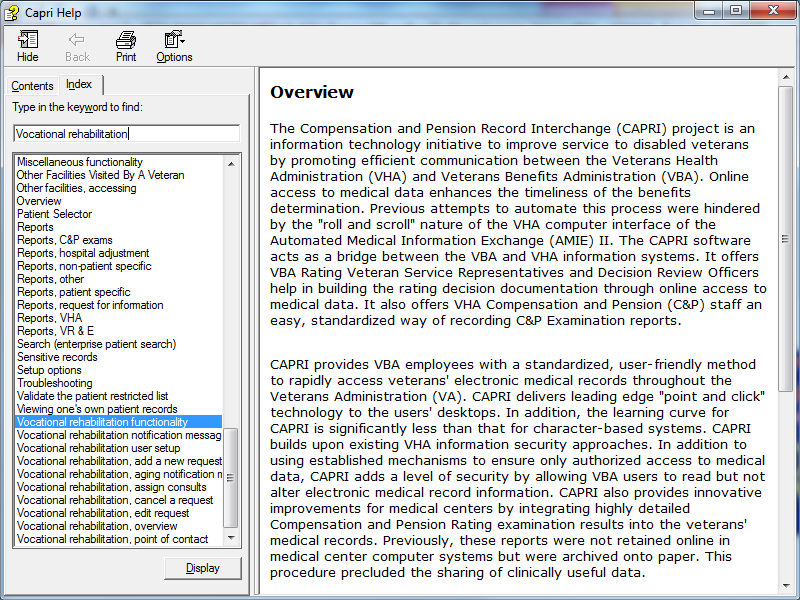 Capri Help
Hide
Back
Print
Options
Contents
Index
Type in the keyword to find:
Vocational rehabilitation
Miscellaneous functionality
Other Facilities Visited By A Veteran
Other facilities, accessing
Overview
Patient Selector
Reports
Reports, C&P exams
Reports, hospital adjustment
Reports, non-patient specific
Reports, other
Reports, patient specific
Reports, request for information
Reports, VHA
Reports, VR & E
Search (enterprise patient search)
Sensitive records
Setup options
Troubleshooting
Validate the patient restricted list
Viewing one's own patient records
Vocational rehabilitation functionality
Vocational rehabilitation notification messag
Vocational rehabilitation user setup
Vocational rehabilitation, add a new request
Vocational rehabilitation, aging notification n
Vocational rehabilitation, assign consults
Vocational rehabilitation, cancel a request
Vocational rehabilitation, edit request
Vocational rehabilitation, overview
Vocational rehabilitation, point of contact
Display
Overview
The Compensation and Pension Record Interchange (CAPRI) project is an
information technology initiative to improve service to disabled veterans
by promoting efficient communication between the Veterans Health
Administration (VHA) and Veterans Benefits Administration (VBA). Online
access to medical data enhances the timeliness of the benefits
determination. Previous attempts to automate this process were hindered
by the "roll and scroll" nature of the VHA computer interface of the
Automated Medical Information Exchange (AMIE) II. The CAPRI software
acts as a bridge between the VBA and VHA information systems. It offers
VBA Rating Veteran Service Representatives and Decision Review Officers
help in building the rating decision documentation through online access to
medical data. It also offers VHA Compensation and Pension (C&P) staff an
easy, standardized way of recording C&P Examination reports.
CAPRI provides VBA employees with a standardized, user-friendly method
to rapidly access veterans' electronic medical records throughout the
Veterans Administration (VA). CAPRI delivers leading edge "point and click"
technology to the users' desktops. In addition, the learning curve for
CAPRI is significantly less than that for character-based systems. CAPRI
builds upon existing VHA information security approaches. In addition to
using established mechanisms to ensure only authorized access to medical
data, CAPRI adds a level of security by allowing VBA users to read but not
alter electronic medical record information. CAPRI also provides innovative
improvements for medical centers by integrating highly detailed
Compensation and Pension Rating examination results into the veterans'
medical records. Previously, these reports were not retained online in
medical center computer systems but were archived onto paper. This
procedure precluded the sharing of clinically useful data.